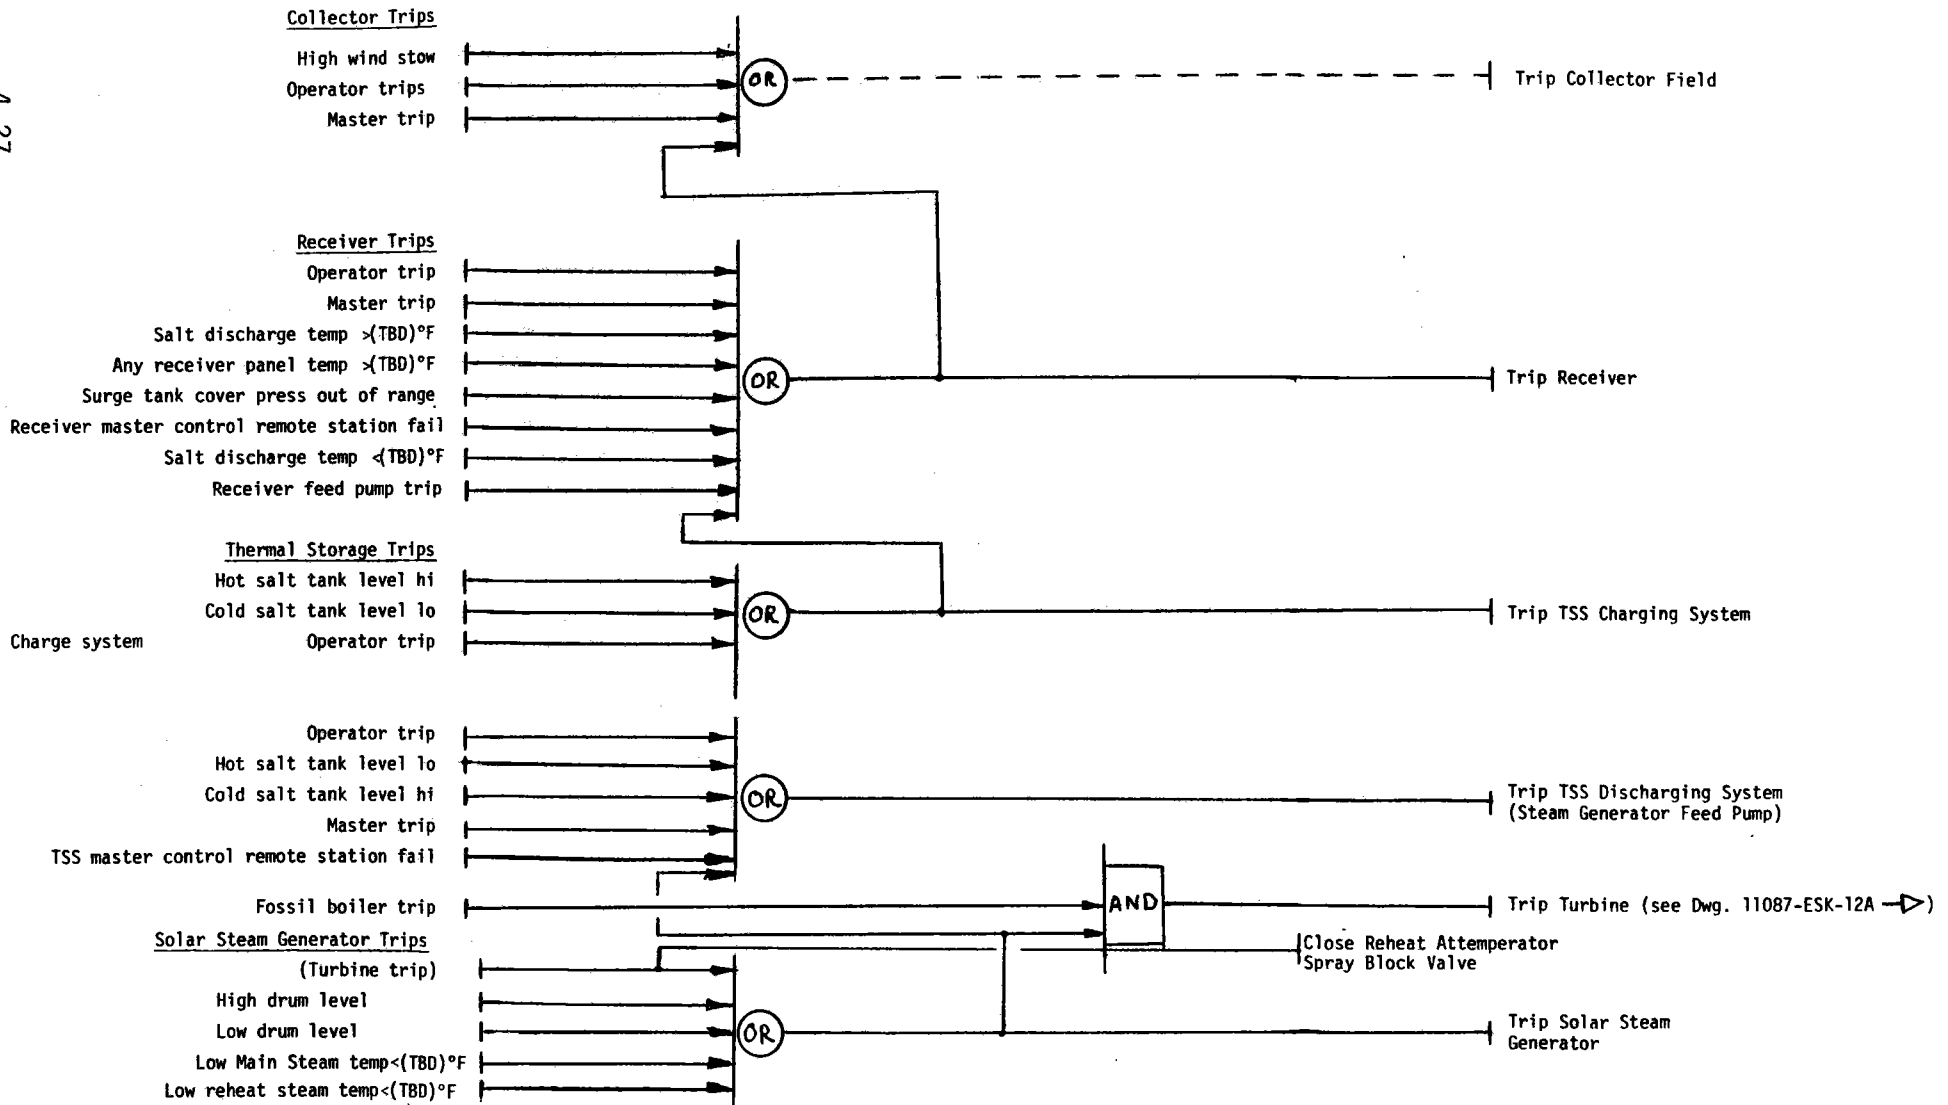 Collector Trips
High wind stow
Operator trips
Master trip
OR
Trip Collector Field
Receiver Trips
Operator trip
Master trip
Salt discharge temp >(TBD)°F
Any receiver panel temp >(TBD)°F
Surge tank cover press out of range
Receiver master control remote station fail
Salt discharge temp <(TBD)°F
Receiver feed pump trip
OR
Trip Receiver
Thermal Storage Trips
Hot salt tank level hi
Cold salt tank level lo
Charge system Operator trip
OR
Trip TSS Charging System
Operator trip
Hot salt tank level lo
Cold salt tank level hi
Master trip
TSS master control remote station fail
OR
Trip TSS Discharging System
(Steam Generator Feed Pump)
Fossil boiler trip
AND
Trip Turbine (see Dwg. 11087-ESK-12A )
Solar Steam Generator Trips
Close Reheat Attemperator
Spray Block Valve
(Turbine trip)
High drum level
Low drum level
Low Main Steam temp<(TBD)°F
Low reheat steam temp<(TBD)°F
OR
Trip Solar Steam
Generator